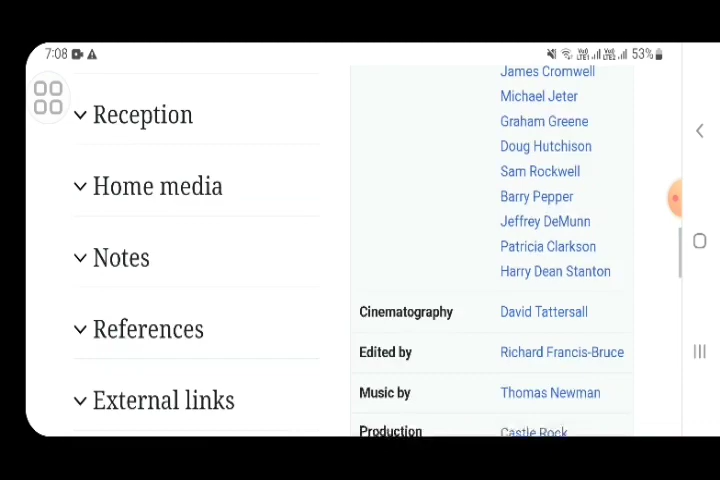 7:08
53%
Reception
Home media
Notes
References
External links
James Cromwell
Michael Jeter
Graham Greene
Doug Hutchison
Sam Rockwell
Barry Pepper
Jeffrey DeMunn
Patricia Clarkson
Harry Dean Stanton
Cinematography David Tattersall
Edited by Richard Francis-Bruce
Music by Thomas Newman
Production Castle Rock